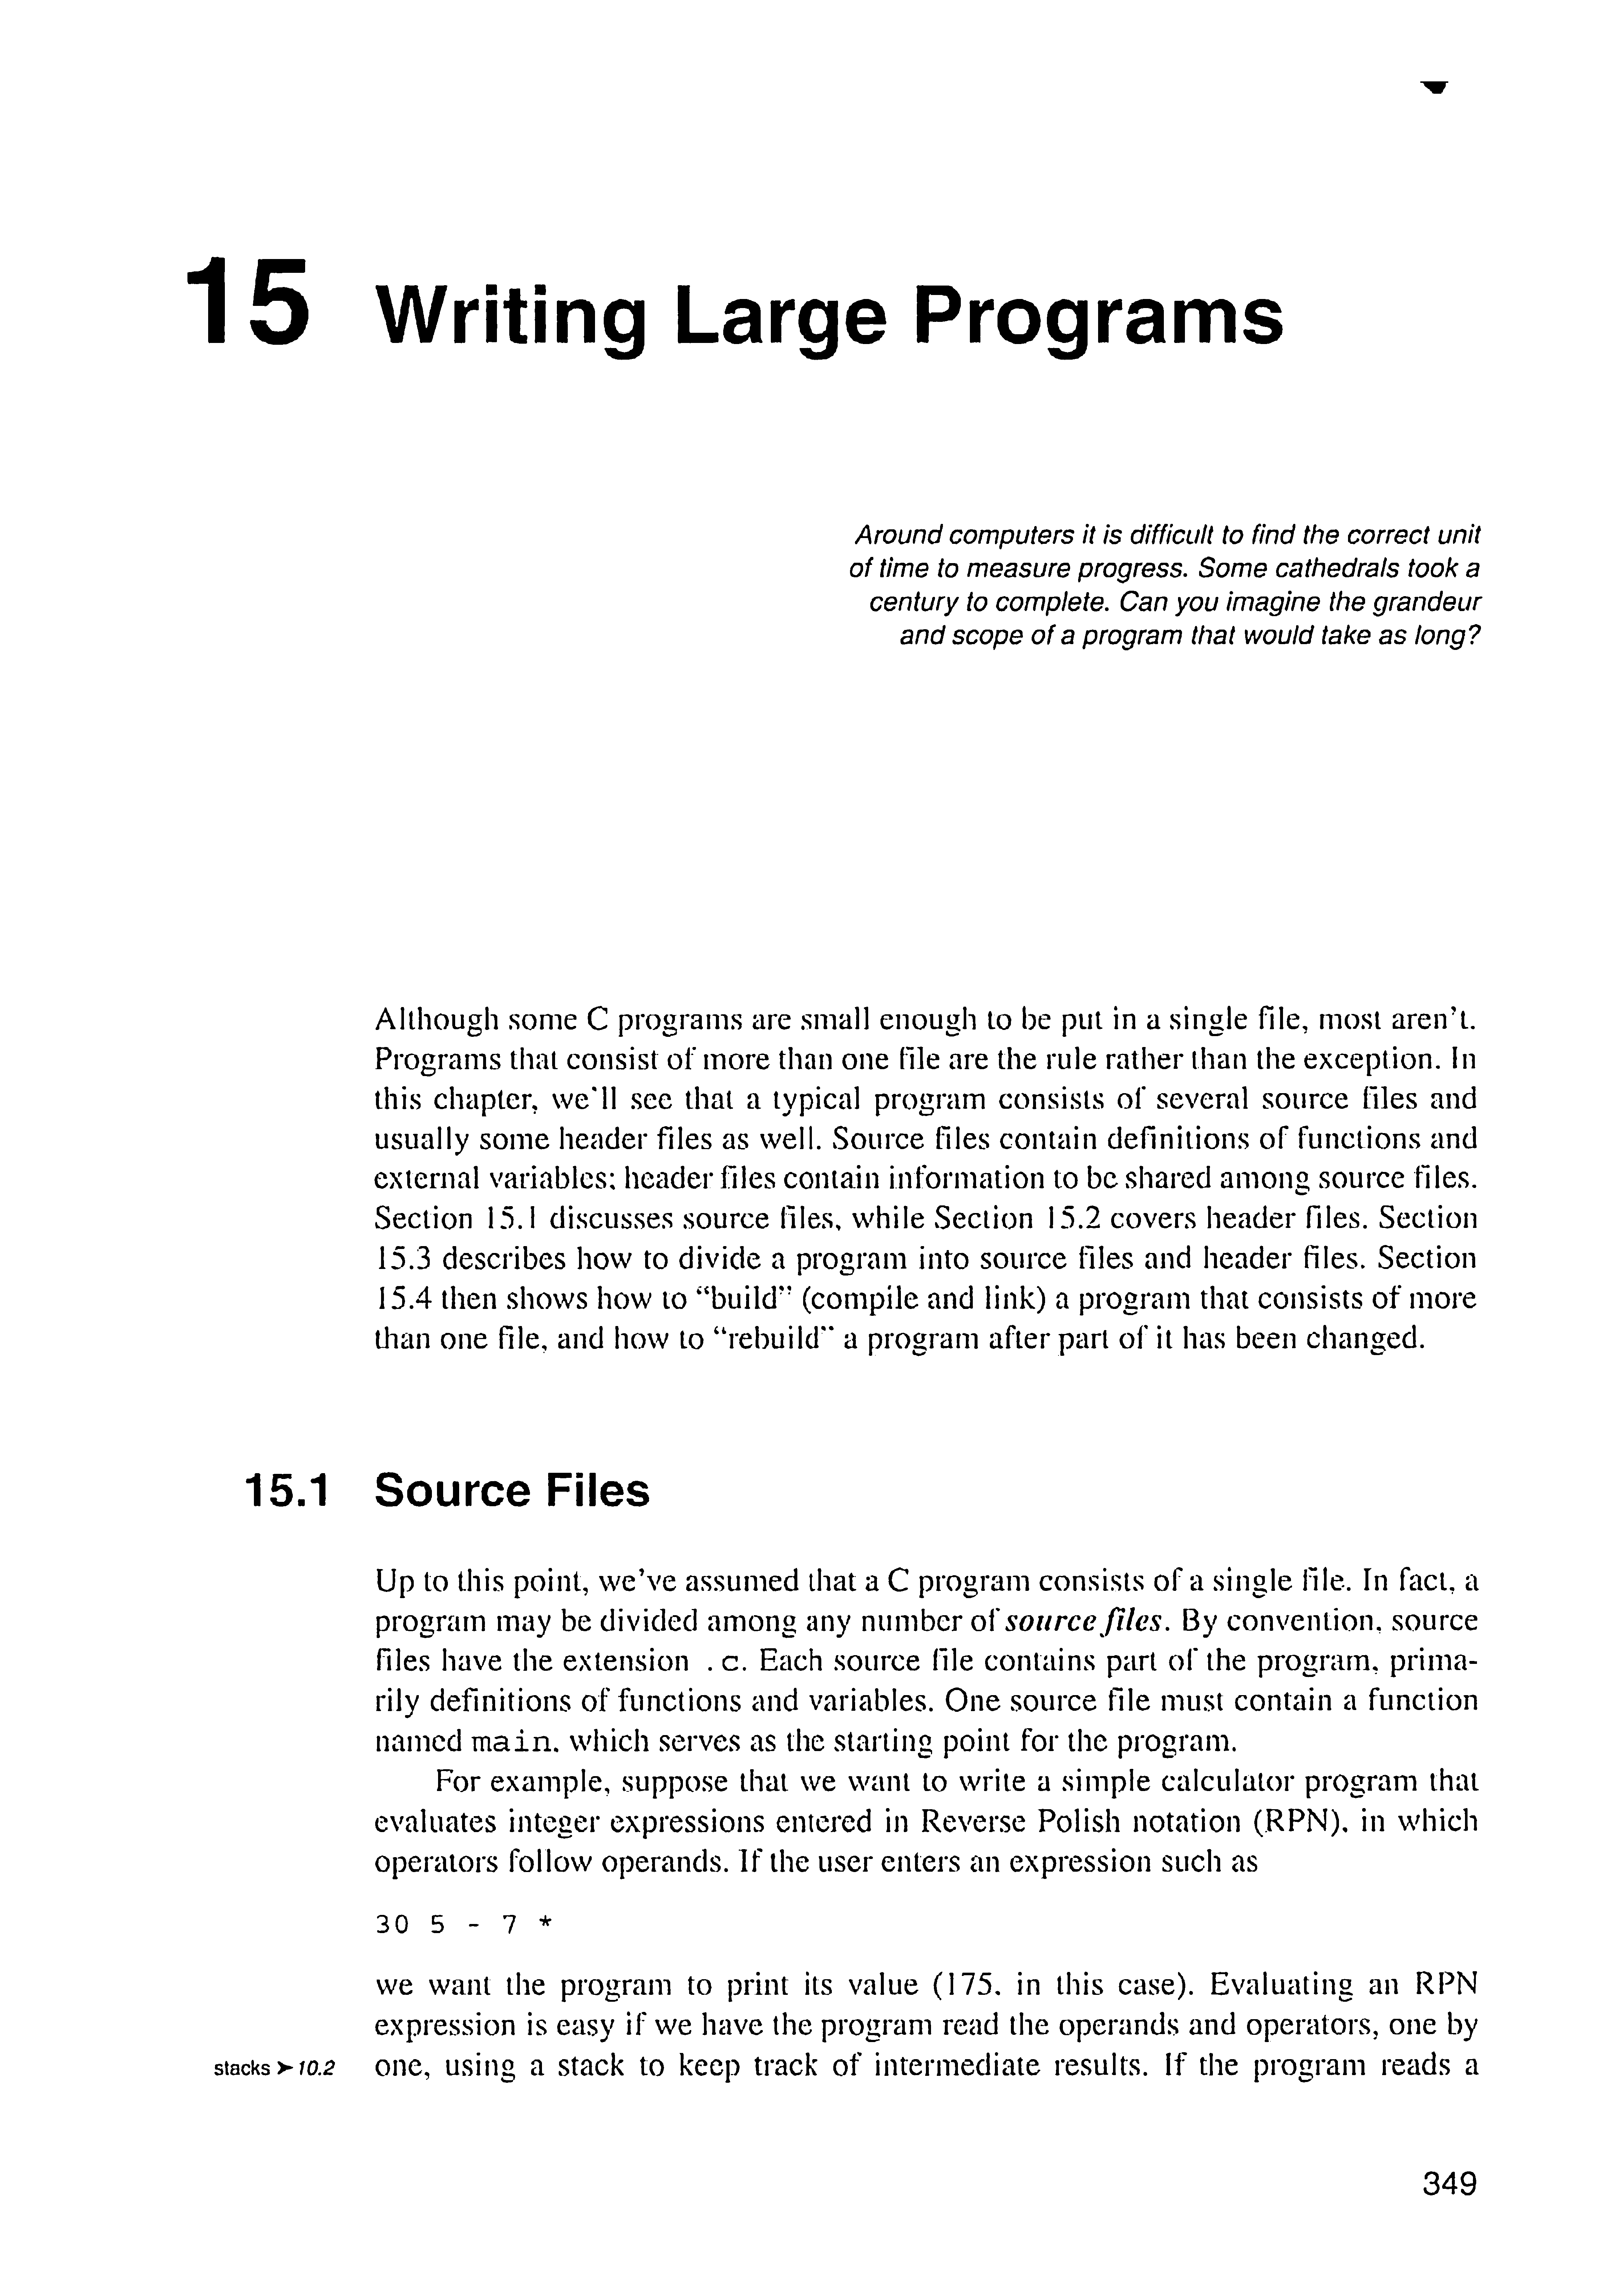 15 Writing Large Programs
Around computers it is difficult to find the correct unit
of time to measure progress. Some cathedrals took a
century to complete. Can you imagine the grandeur
and scope of a program that would take as long?
Although some C programs are small enough to be put in a single file, most aren't.
Programs that consist of more than one file are the rule rather than the exception. In
this chapter, we'll see that a typical program consists of several source files and
usually some header files as well. Source files contain definitions of functions and
external variables; header files contain information to be shared among source files.
Section 15.1 discusses source files, while Section 15.2 covers header files. Section
15.3 describes how to divide a program into source files and header files. Section
15.4 then shows how to "build" (compile and link) a program that consists of more
than one file, and how to "rebuild" a program after part of it has been changed.
15.1 Source Files
Up to this point, we've assumed that a C program consists of a single file. In fact, a
program may be divided among any number of source files. By convention, source
files have the extension .c. Each source file contains part of the program, prima-
rily definitions of functions and variables. One source file must contain a function
named main, which serves as the starting point for the program.
For example, suppose that we want to write a simple calculator program that
evaluates integer expressions entered in Reverse Polish notation (RPN), in which
operators follow operands. If the user enters an expression such as
30 5 - 7 *
we want the program to print its value (175, in this case). Evaluating an RPN
expression is easy if we have the program read the operands and operators, one by
stacks ➤ 10.2 one, using a stack to keep track of intermediate results. If the program reads a
349